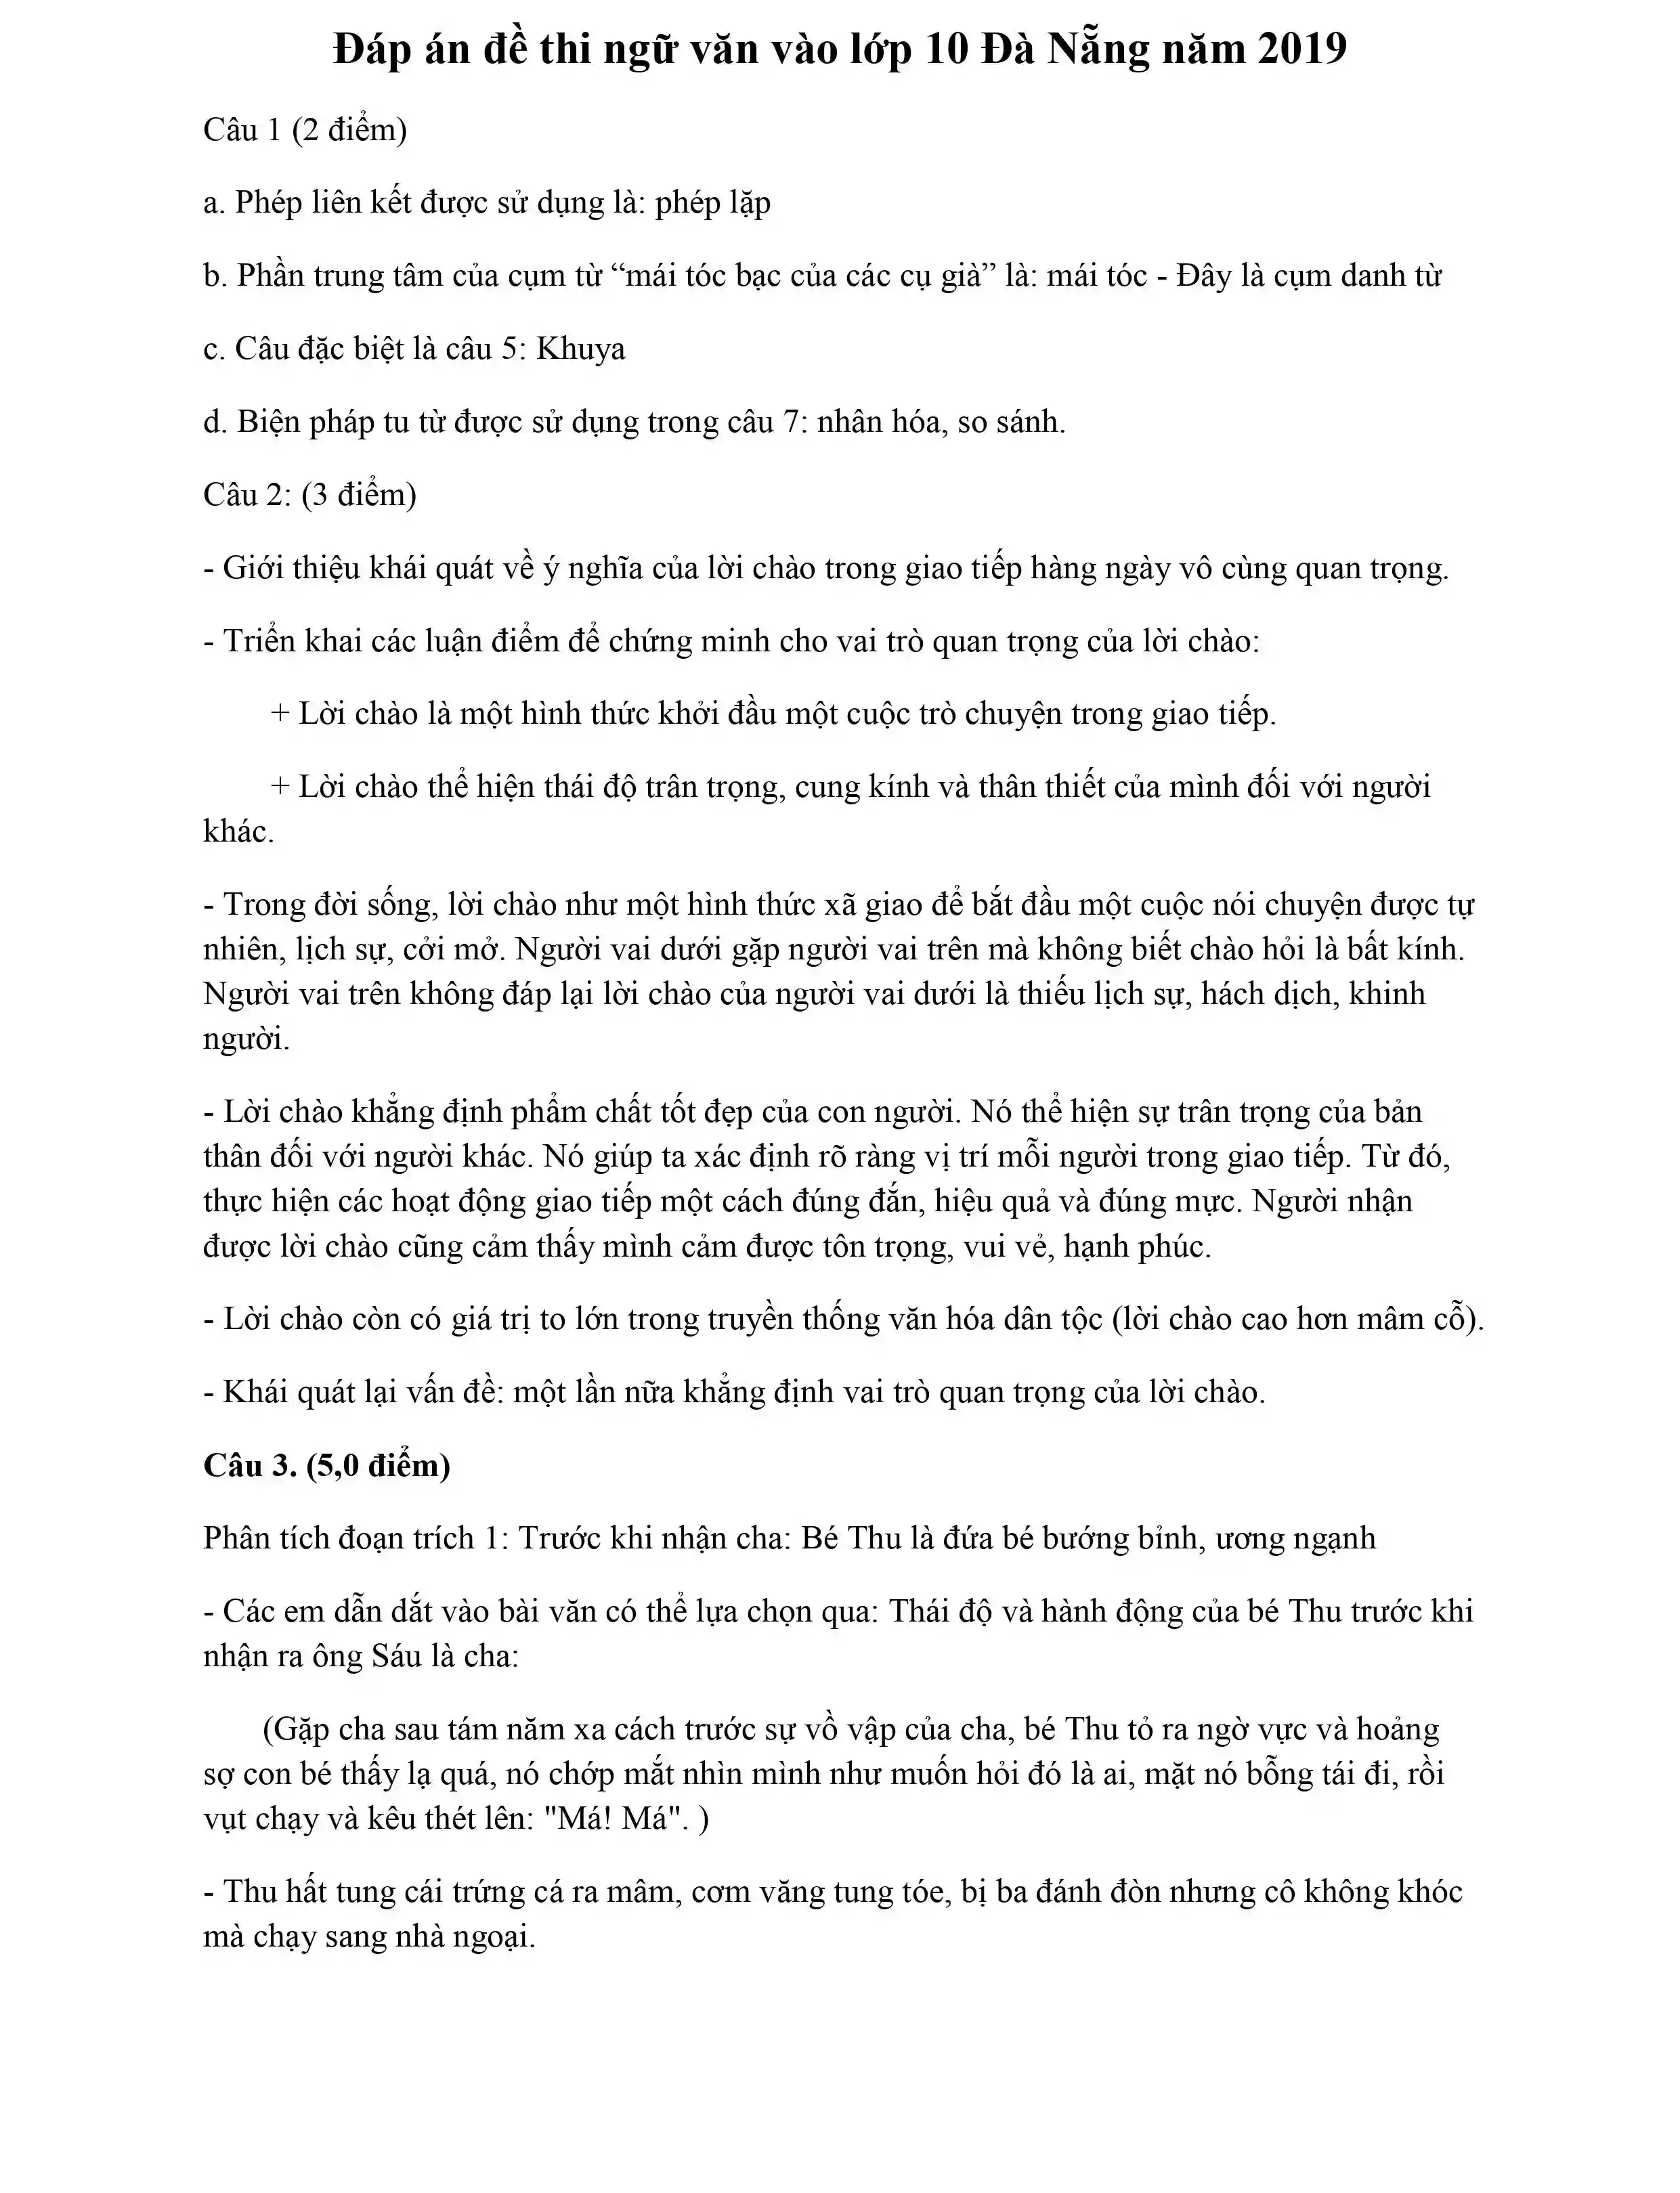 Đáp án đề thi ngữ văn vào lớp 10 Đà Nẵng năm 2019
Câu 1 (2 điểm)
a. Phép liên kết được sử dụng là: phép lặp
b. Phần trung tâm của cụm từ “mái tóc bạc của các cụ già” là: mái tóc - Đây là cụm danh từ
c. Câu đặc biệt là câu 5: Khuya
d. Biện pháp tu từ được sử dụng trong câu 7: nhân hóa, so sánh.
Câu 2: (3 điểm)
- Giới thiệu khái quát về ý nghĩa của lời chào trong giao tiếp hàng ngày vô cùng quan trọng.
- Triển khai các luận điểm để chứng minh cho vai trò quan trọng của lời chào:
+ Lời chào là một hình thức khởi đầu một cuộc trò chuyện trong giao tiếp.
+ Lời chào thể hiện thái độ trân trọng, cung kính và thân thiết của mình đối với người
khác.
- Trong đời sống, lời chào như một hình thức xã giao để bắt đầu một cuộc nói chuyện được tự
nhiên, lịch sự, cởi mở. Người vai dưới gặp người vai trên mà không biết chào hỏi là bất kính.
Người vai trên không đáp lại lời chào của người vai dưới là thiếu lịch sự, hách dịch, khinh
người.
- Lời chào khẳng định phẩm chất tốt đẹp của con người. Nó thể hiện sự trân trọng của bản
thân đối với người khác. Nó giúp ta xác định rõ ràng vị trí mỗi người trong giao tiếp. Từ đó,
thực hiện các hoạt động giao tiếp một cách đúng đắn, hiệu quả và đúng mực. Người nhận
được lời chào cũng cảm thấy mình cảm được tôn trọng, vui vẻ, hạnh phúc.
- Lời chào còn có giá trị to lớn trong truyền thống văn hóa dân tộc (lời chào cao hơn mâm cỗ).
- Khái quát lại vấn đề: một lần nữa khẳng định vai trò quan trọng của lời chào.
Câu 3. (5,0 điểm)
Phân tích đoạn trích 1: Trước khi nhận cha: Bé Thu là đứa bé bướng bỉnh, ương ngạnh
- Các em dẫn dắt vào bài văn có thể lựa chọn qua: Thái độ và hành động của bé Thu trước khi
nhận ra ông Sáu là cha:
(Gặp cha sau tám năm xa cách trước sự vồ vập của cha, bé Thu tỏ ra ngờ vực và hoảng
sợ con bé thấy lạ quá, nó chớp mắt nhìn mình như muốn hỏi đó là ai, mặt nó bỗng tái đi, rồi
vụt chạy và kêu thét lên: "Má! Má". )
- Thu hất tung cái trứng cá ra mâm, cơm văng tung tóe, bị ba đánh đòn nhưng cô không khóc
mà chạy sang nhà ngoại.